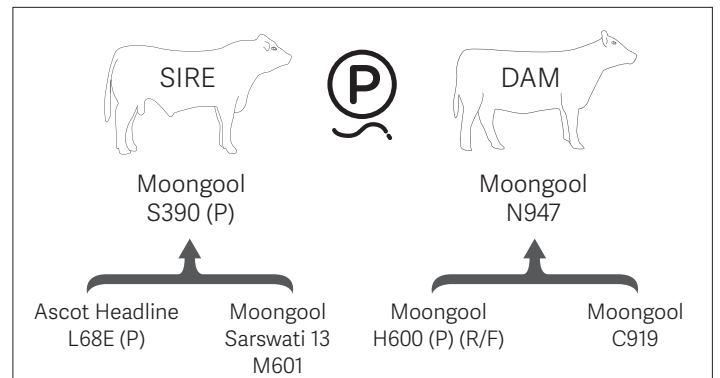 SIRE
P
DAM
Moongool
S390 (P)
Moongool
N947
Ascot Headline
L68E (P)
Moongool
Sarswati 13
M601
Moongool
H600 (P) (R/F)
Moongool
C919